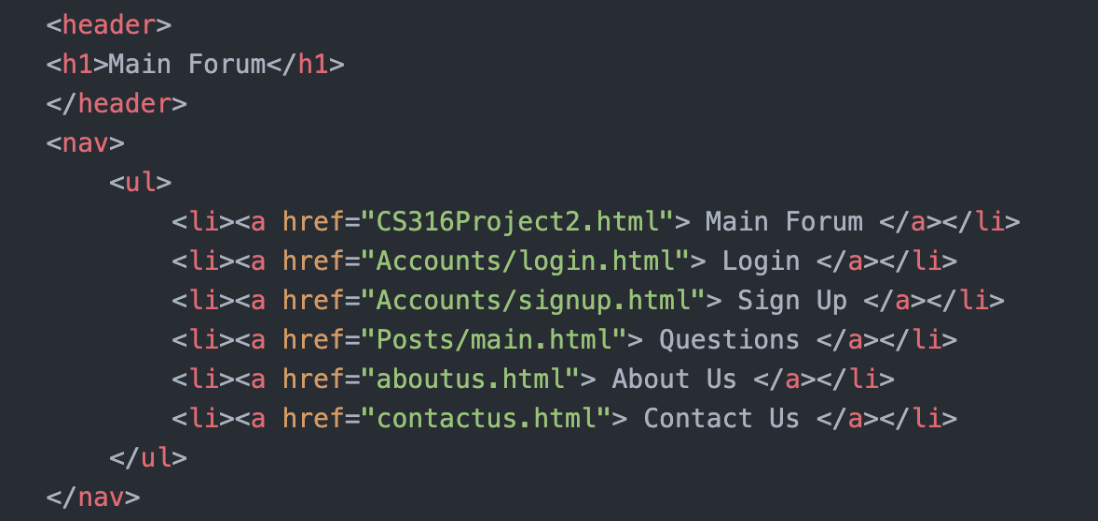 <header>
<h1>Main Forum</h1>
</header>
<nav>
<ul>
<li><a href="CS316Project2.html"> Main Forum </a></li>
<li><a href="Accounts/login.html"> Login </a></li>
<li><a href="Accounts/signup.html"> Sign Up </a></li>
<li><a href="Posts/main.html"> Questions </a></li>
<li><a href="aboutus.html"> About Us </a></li>
<li><a href="contactus.html"> Contact Us </a></li>
</ul>
</nav>